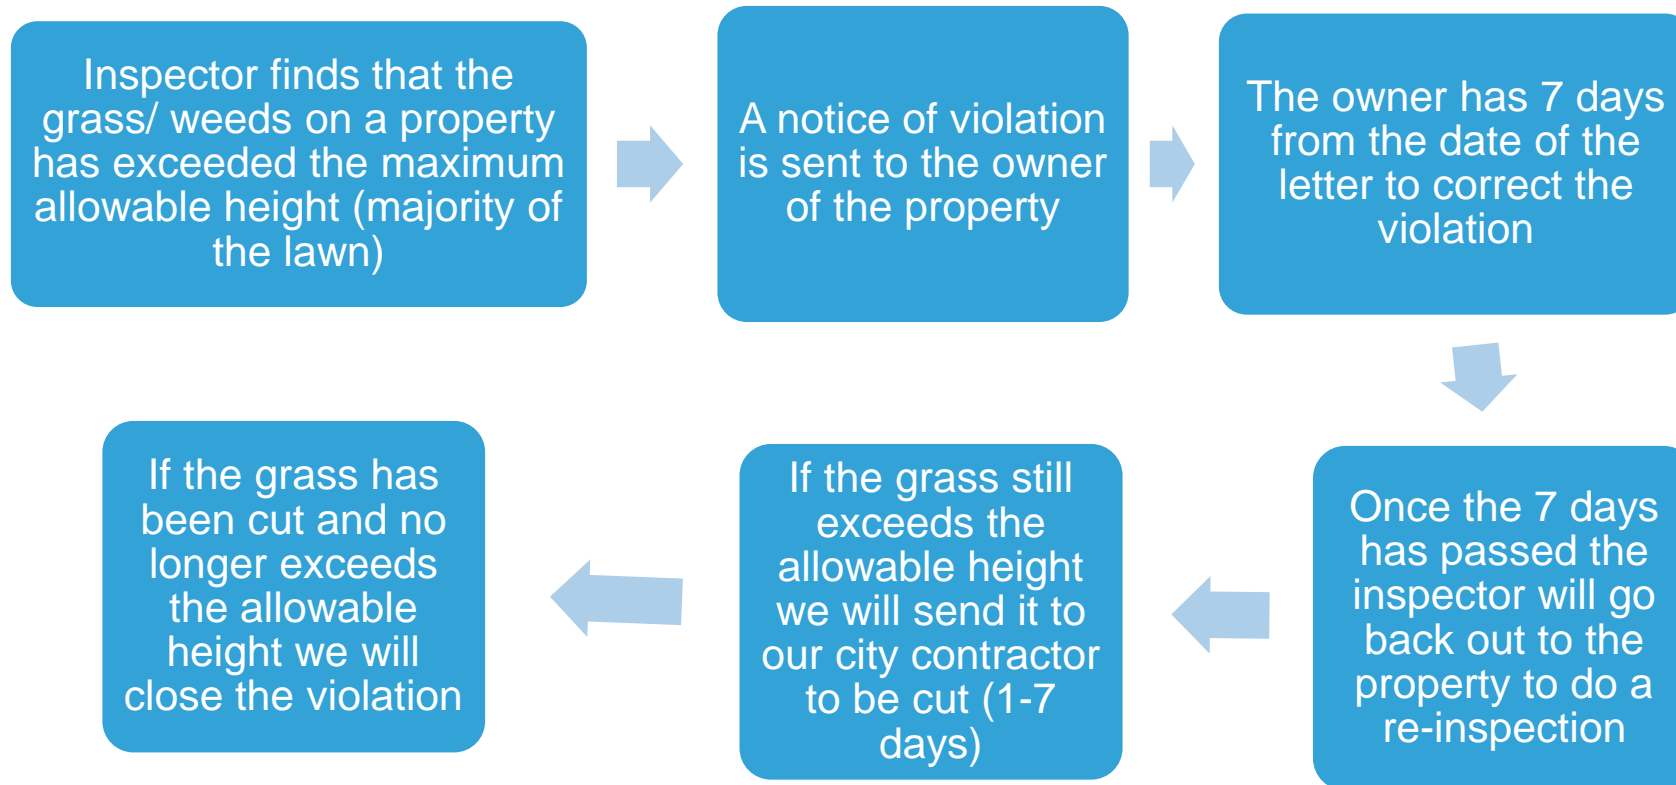 Inspector finds that the
grass/ weeds on a property
has exceeded the maximum
allowable height (majority of
the lawn)
A notice of violation
is sent to the owner
of the property
The owner has 7 days
from the date of the
letter to correct the
violation
Once the 7 days
has passed the
inspector will go
back out to the
property to do a
re-inspection
If the grass still
exceeds the
allowable height
we will send it to
our city contractor
to be cut (1-7
days)
If the grass has
been cut and no
longer exceeds
the allowable
height we will
close the violation